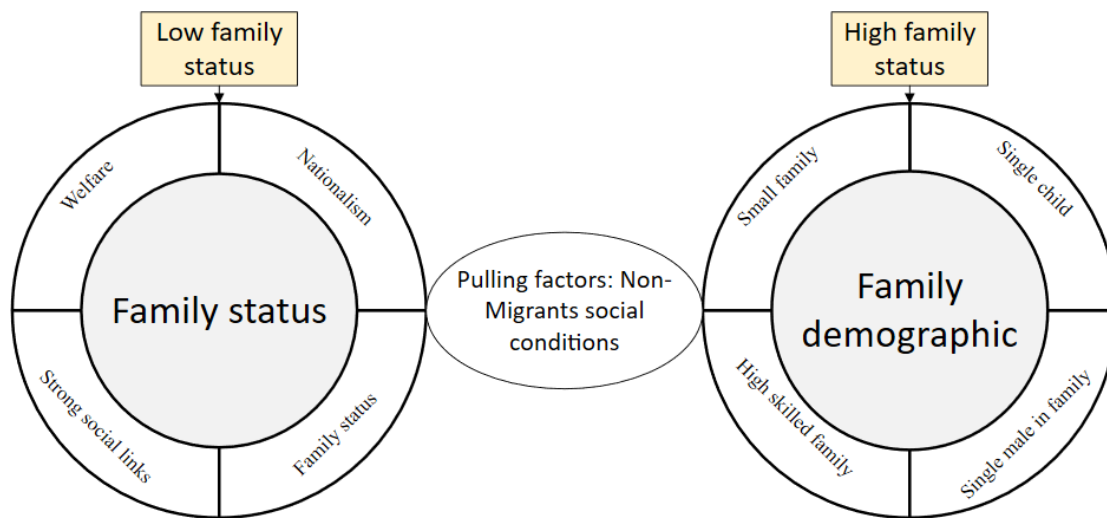 Low family
status
High family
status
Welfare
Nationalism
Family status
Strong social links
Family status
Pulling factors: Non-
Migrants social
conditions
Small family
Single child
Family
demographic
High skilled family
Single male in family